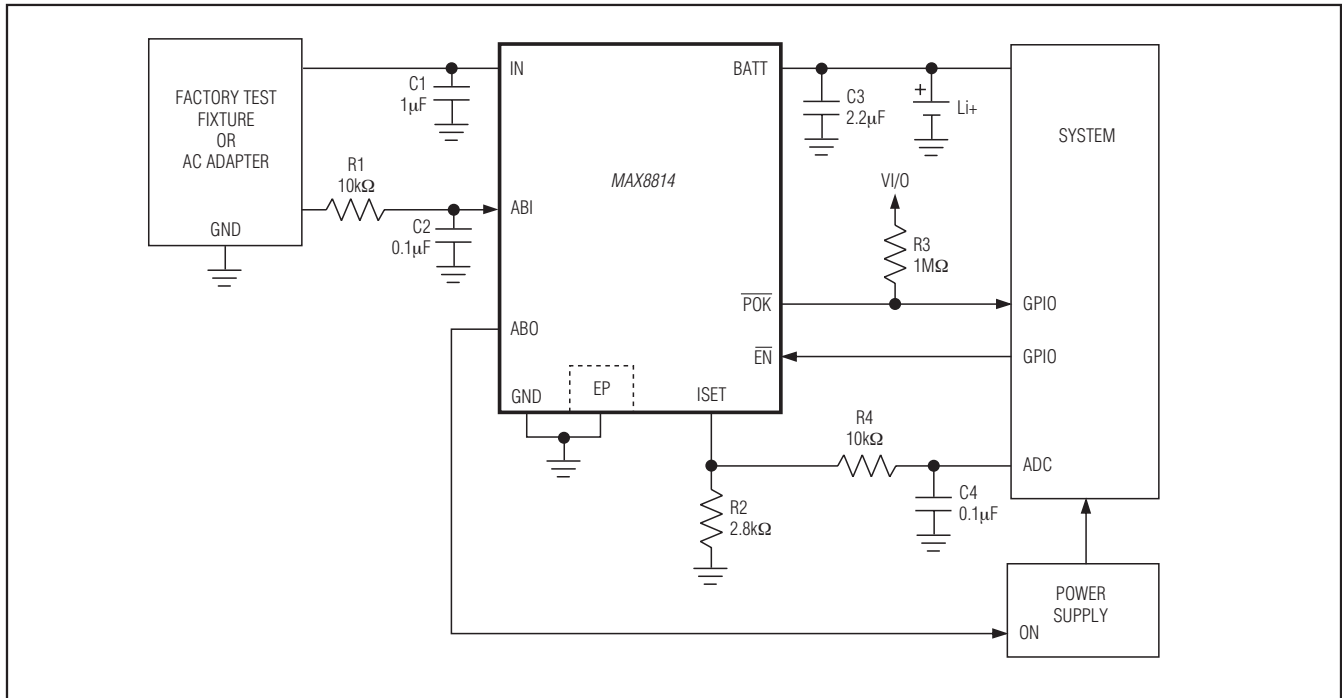 FACTORY TEST
FIXTURE
OR
AC ADAPTER
GND
C1
1µF
R1
10kΩ
C2
0.1µF
IN
ABI
ABO
GND
EP
ISET
MAX8814
BATT
POK
EN
C3
2.2µF
+
Li+
VI/O
R3
1MΩ
SYSTEM
GPIO
GPIO
ADC
R4
10kΩ
C4
0.1µF
R2
2.8kΩ
POWER
SUPPLY
ON